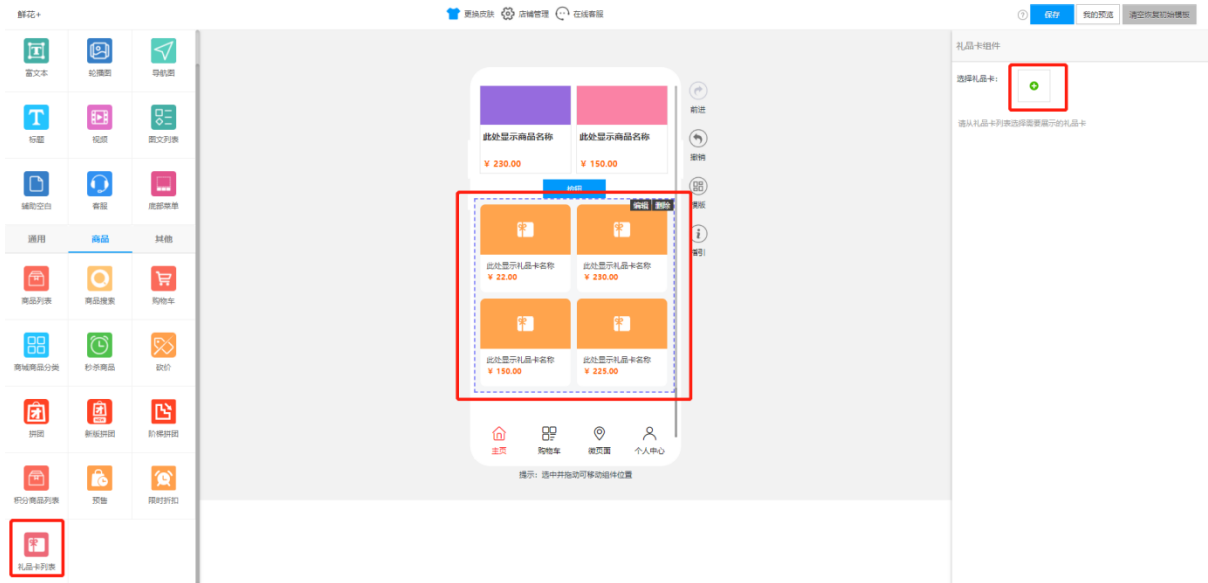 鲜花+
更换皮肤 店铺管理 在线客服
? 保存 我的预览 清空恢复初始模板
富文本 轮播图 导航图
标题 视频 图文列表
辅助空白 客服 底部菜单
通用 商品 其他
商品列表 商品搜索 购物车
商城商品分类 秒杀商品 砍价
拼团 新版拼团 阶梯拼团
积分商品列表 预售 限时折扣
礼品卡列表
此处显示商品名称 此处显示商品名称
¥ 230.00 ¥ 150.00
编辑 删除
此处显示礼品卡名称 此处显示礼品卡名称
¥ 22.00 ¥ 230.00
此处显示礼品卡名称 此处显示礼品卡名称
¥ 150.00 ¥ 225.00
主页 购物车 微页面 个人中心
提示：选中并拖动可移动组件位置
前进
撤销
礼品卡组件
选择礼品卡：
请从礼品卡列表选择需要展示的礼品卡